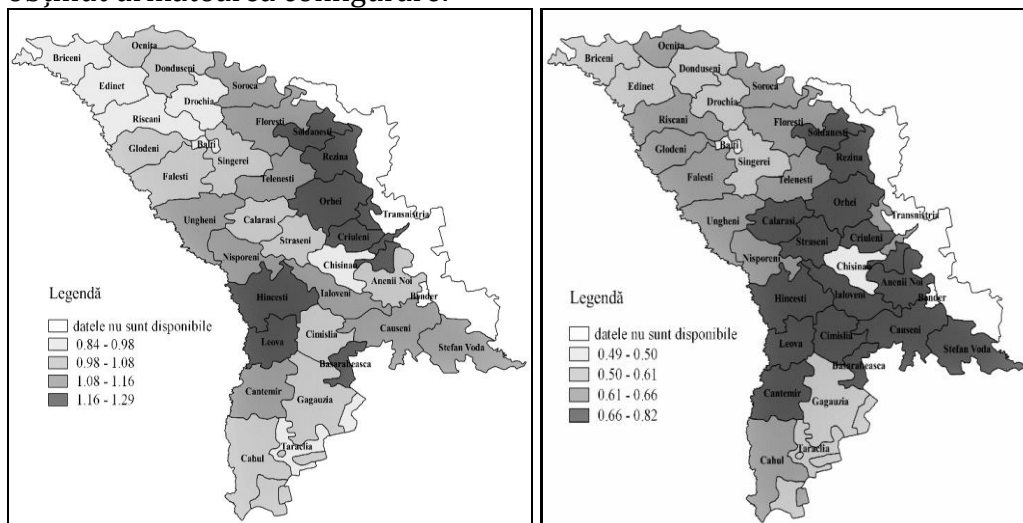 obținut următoarea configurare:
Briceni
Ocnita
Edinet
Donduseni
Soroca
Drochia
Riscani
Floresti
Soldanesti
Balti
Glodeni
Rezina
Singerei
Falesti
Telenesti
Orhei
Transnistria
Ungheni
Calarasi
Criuleni
Straseni
Chisinau
Nisporeni
Anenii Noi
Bander
Hincesti
Ialoveni
Cimislia
Causeni
Leova
Stefan Voda
Basarabeasca
Cantemir
Gagauzia
Taraclia
Cahul
Legendă
datele nu sunt disponibile
0.84 - 0.98
0.98 - 1.08
1.08 - 1.16
1.16 - 1.29
Briceni
Ocnita
Edinet
Donduseni
Soroca
Drochia
Riscani
Floresti
Soldanesti
Balti
Glodeni
Rezina
Singerei
Falesti
Telenesti
Orhei
Transnistria
Ungheni
Calarasi
Criuleni
Straseni
Chisinau
Nisporeni
Anenii Noi
Bander
Hincesti
Ialoveni
Cimislia
Causeni
Leova
Stefan Voda
Basarabeasca
Cantemir
Gagauzia
Taraclia
Cahul
Legendă
datele nu sunt disponibile
0.49 - 0.50
0.50 - 0.61
0.61 - 0.66
0.66 - 0.82